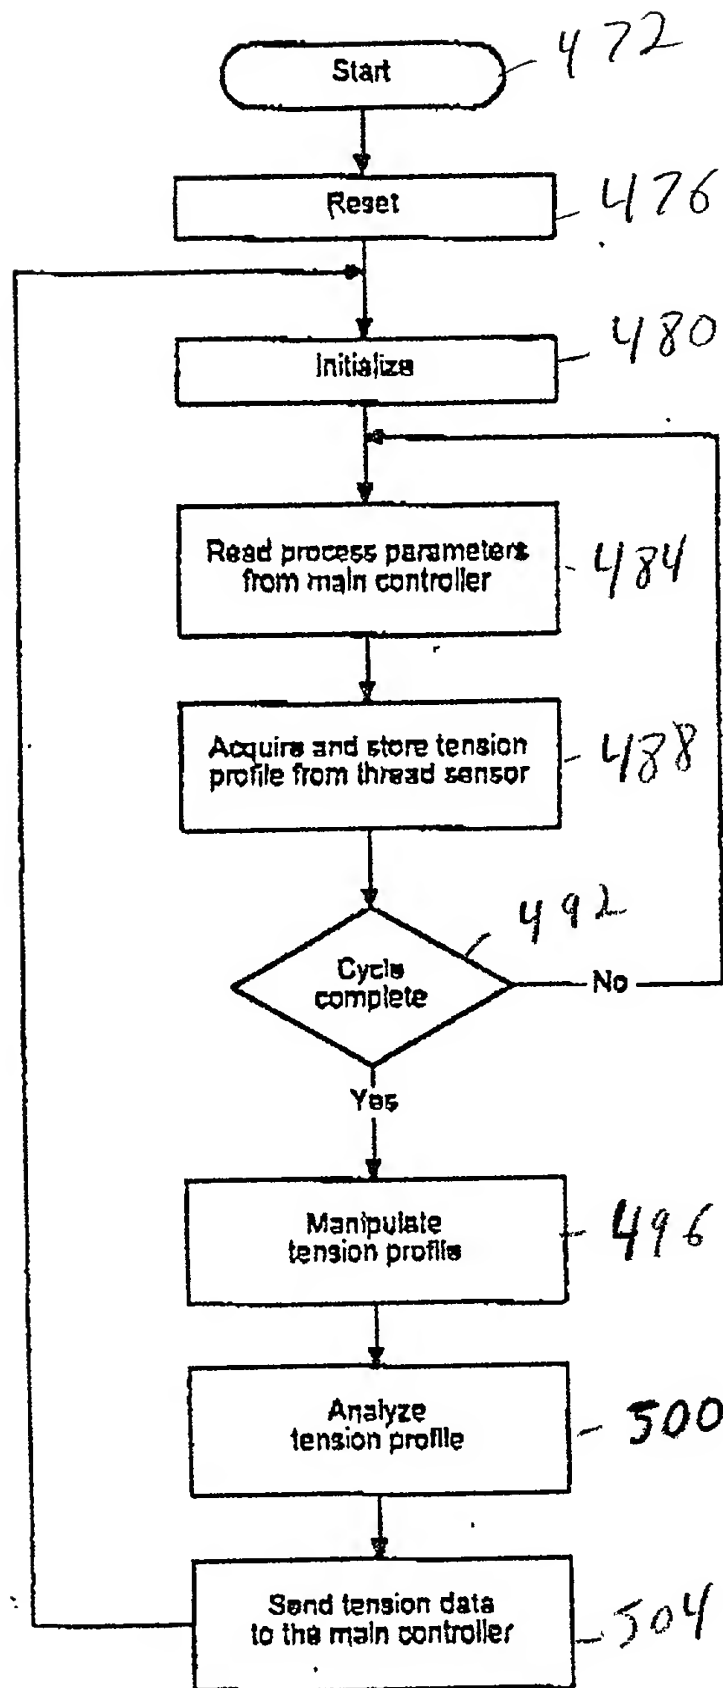 Start
472
Reset
476
Initialize
480
Read process parameters
from main controller
484
Acquire and store tension
profile from thread sensor
488
Cycle
complete
492
No
Yes
Manipulate
tension profile
496
Analyze
tension profile
500
Send tension data
to the main controller
504